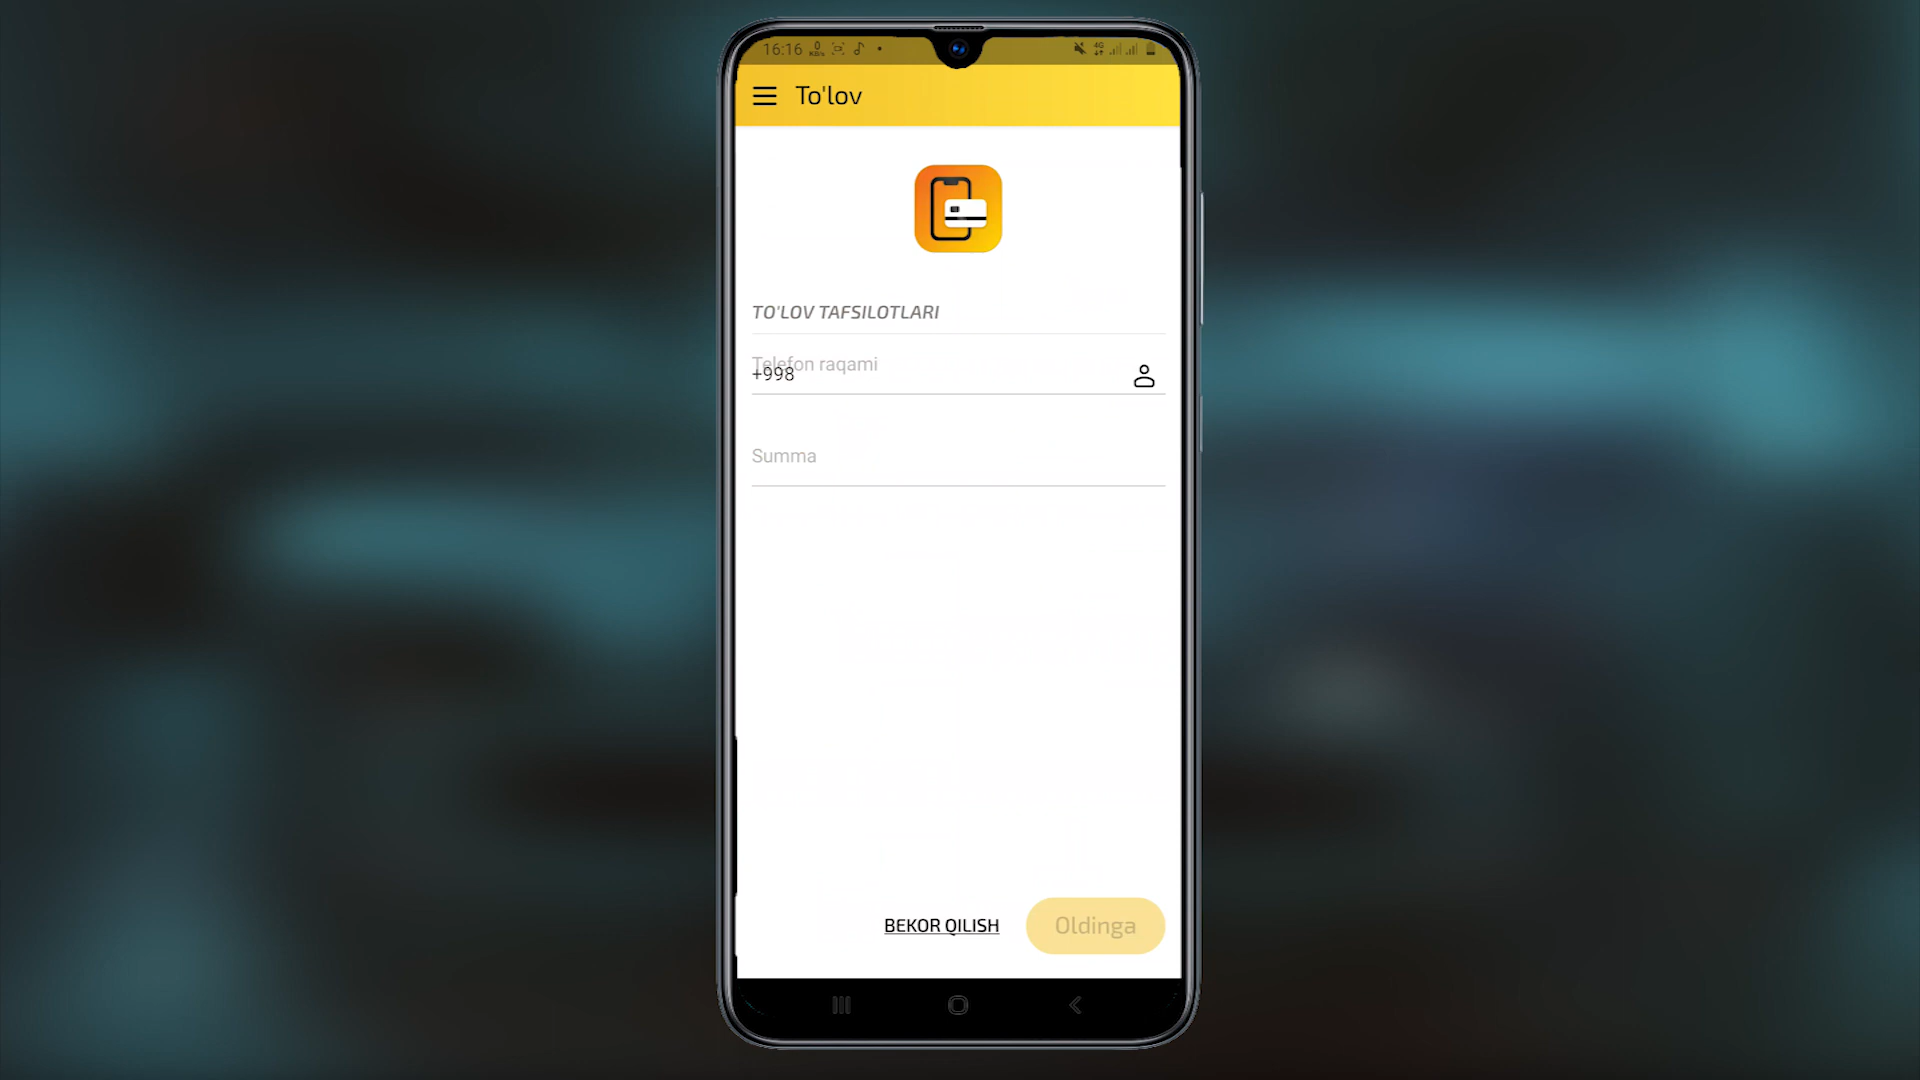 16:16
To'lov
TO'LOV TAFSILOTLARI
Telefon raqami
+998
Summa
BEKOR QILISH
Oldinga